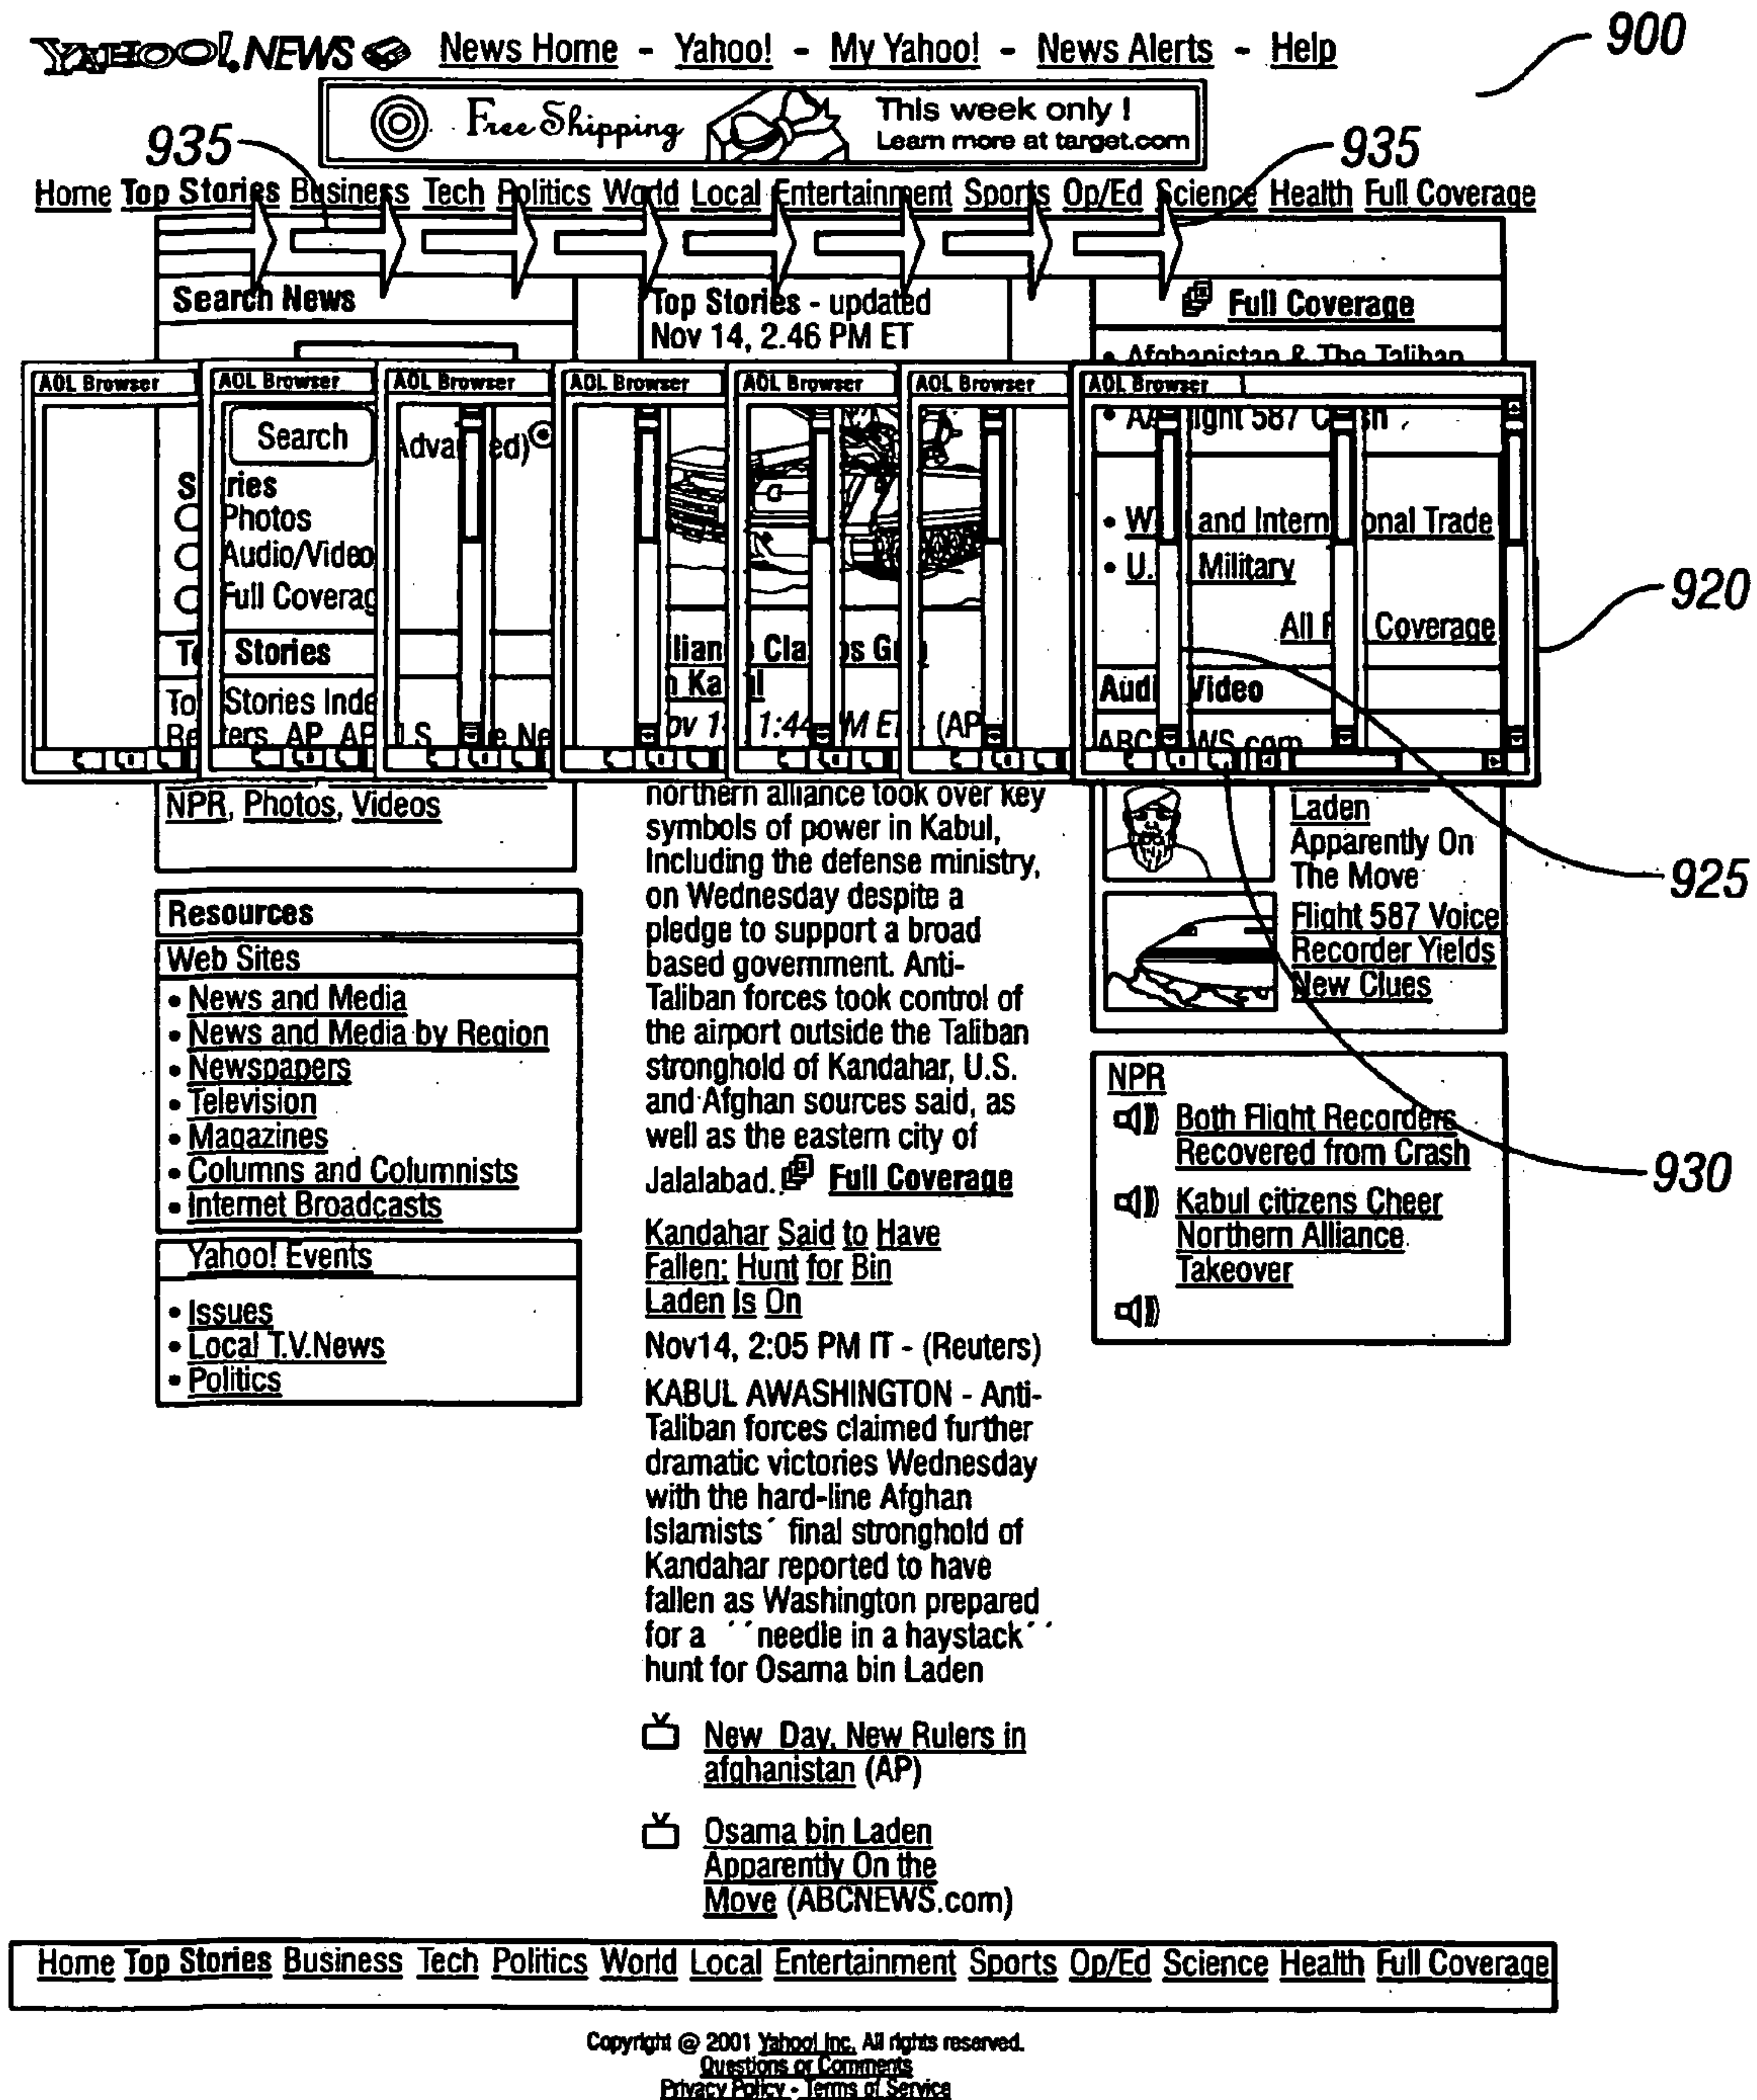 YAHOO! NEWS News Home - Yahoo! - My Yahoo! - News Alerts - Help
900
Free Shipping This week only !
Learn more at target.com
935
935
Home Top Stories Business Tech Politics World Local Entertainment Sports Op/Ed Science Health Full Coverage
Search News
Top Stories - updated
Nov 14, 2.46 PM ET
Full Coverage
• Afghanistan & The Taliban
AOL Browser AOL Browser AOL Browser AOL Browser AOL Browser AOL Browser AOL Browser
Search
Photos
Audio/Video
Stories
and
Military
Coverage
Trade
All
Video
920
925
930
935
NPR, Photos, Videos
northern alliance took over key
symbols of power in Kabul,
Including the defense ministry,
on Wednesday despite a
pledge to support a broad
based government. Anti-
Taliban forces took control of
the airport outside the Taliban
stronghold of Kandahar, U.S.
and Afghan sources said, as
well as the eastern city of
Jalalabad. Full Coverage
Kandahar Said to Have
Fallen; Hunt for Bin
Laden Is On
Nov14, 2:05 PM IT - (Reuters)
KABUL AWASHINGTON - Anti-
Taliban forces claimed further
dramatic victories Wednesday
with the hard-line Afghan
Islamists´ final stronghold of
Kandahar reported to have
fallen as Washington prepared
for a ´´needle in a haystack´´
hunt for Osama bin Laden
New Day, New Rulers in
afghanistan (AP)
Osama bin Laden
Apparently On the
Move (ABCNEWS.com)
Resources
Web Sites
• News and Media
• News and Media by Region
• Newspapers
• Television
• Magazines
• Columns and Columnists
• Internet Broadcasts
Yahoo! Events
• Issues
• Local T.V.News
• Politics
Laden
Apparently On
The Move
Flight 587 Voice
Recorder Yields
New Clues
NPR
Both Flight Recorders
Recovered from Crash
Kabul citizens Cheer
Northern Alliance
Takeover
Home Top Stories Business Tech Politics World Local Entertainment Sports Op/Ed Science Health Full Coverage
Copyright @ 2001 Yahoo! Inc. All rights reserved.
Questions or Comments
Privacy Policy - Terms of Service